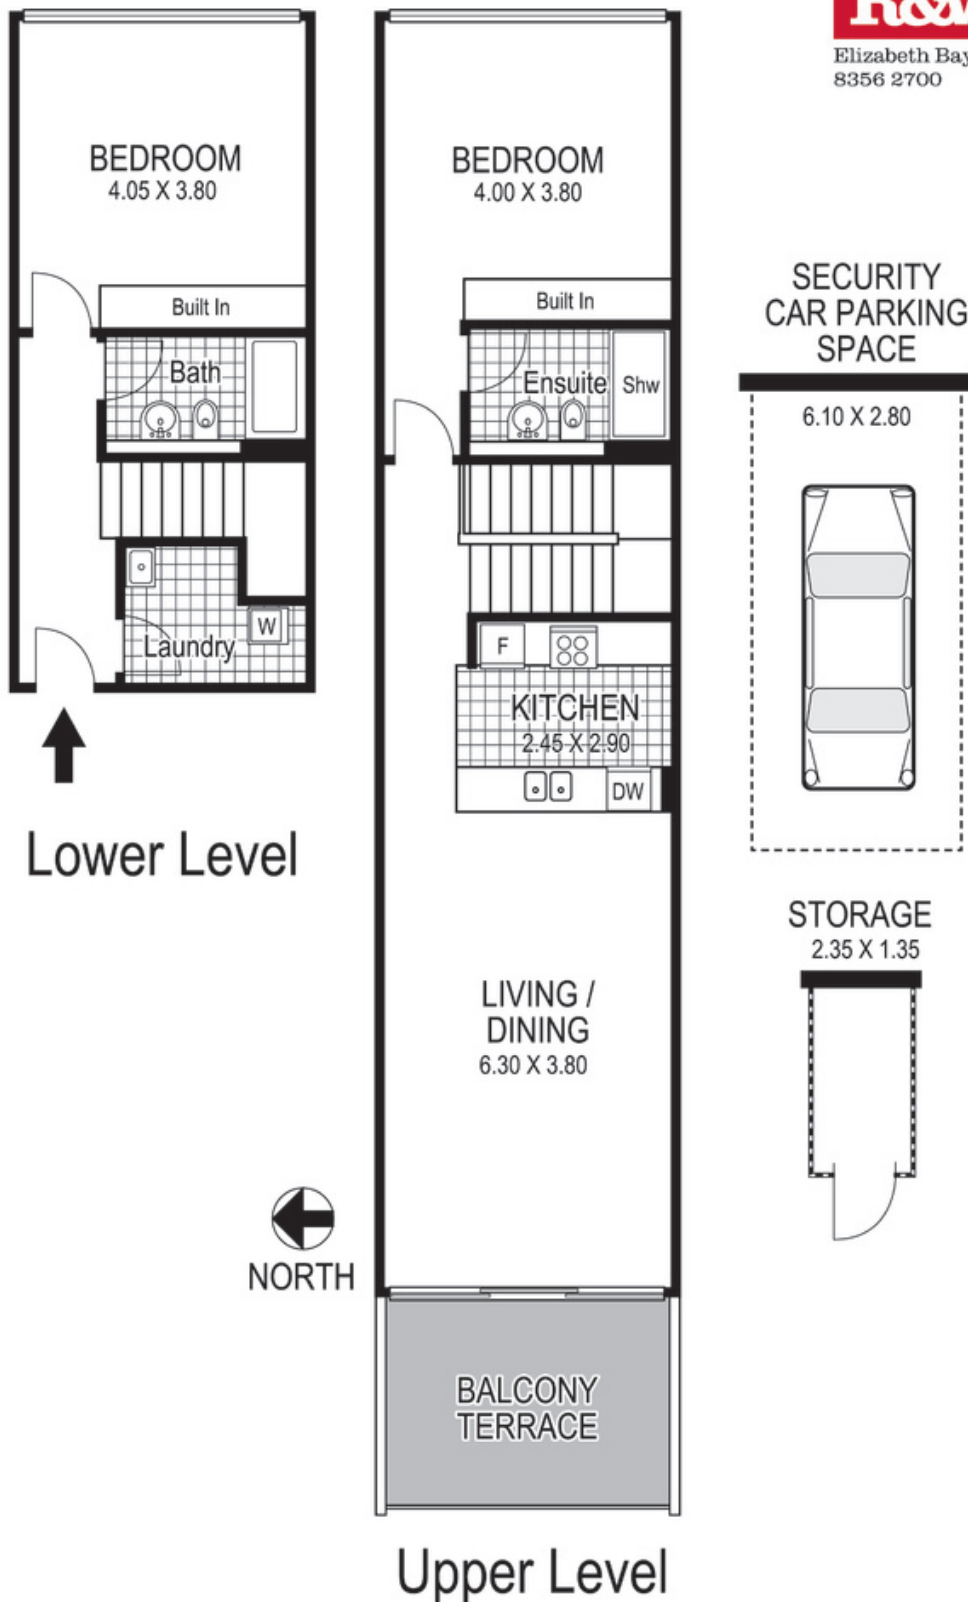 R&W
Elizabeth Bay
8356 2700
BEDROOM
4.05 X 3.80
Built In
Bath
W
Laundry
Lower Level
BEDROOM
4.00 X 3.80
Built In
Ensuite
Shw
F
KITCHEN
2.45 X 2.90
DW
LIVING /
DINING
6.30 X 3.80
NORTH
BALCONY
TERRACE
Upper Level
SECURITY
CAR PARKING
SPACE
6.10 X 2.80
STORAGE
2.35 X 1.35